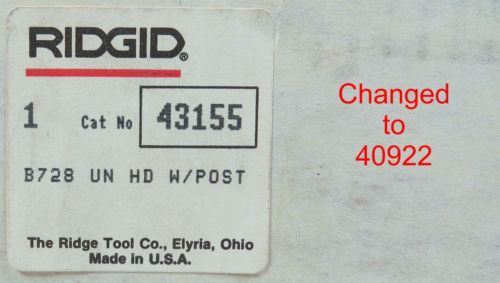 RIDGID®
1 Cat No 43155
B728 UN HD W/POST
The Ridge Tool Co., Elyria, Ohio
Made in U.S.A.
Changed
to
40922